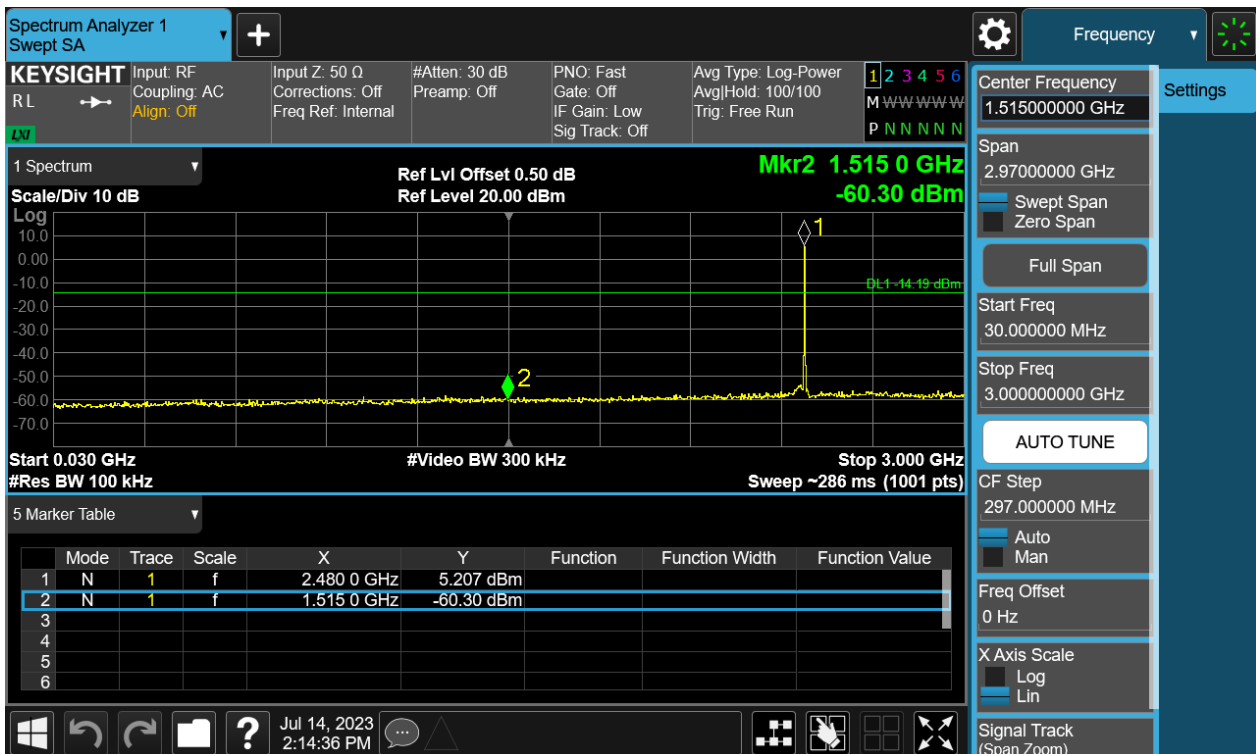 Spectrum Analyzer 1
Swept SA
+
Frequency
KEYSIGHT
R L
LXI
Input: RF
Coupling: AC
Align: Off
Input Z: 50 Ω
Corrections: Off
Freq Ref: Internal
#Atten: 30 dB
Preamp: Off
PNO: Fast
Gate: Off
IF Gain: Low
Sig Track: Off
Avg Type: Log-Power
Avg|Hold: 100/100
Trig: Free Run
1 2 3 4 5 6
M W W W W W
P N N N N N
1 Spectrum
Scale/Div 10 dB
Ref Lvl Offset 0.50 dB
Ref Level 20.00 dBm
Mkr2 1.515 0 GHz
-60.30 dBm
Log
10.0
0.00
-10.0
-20.0
-30.0
-40.0
-50.0
-60.0
-70.0
1
DL1 -14.19 dBm
2
Start 0.030 GHz
#Video BW 300 kHz
Stop 3.000 GHz
#Res BW 100 kHz
Sweep ~286 ms (1001 pts)
5 Marker Table
Mode Trace Scale X Y Function Function Width Function Value
1 N 1 f 2.480 0 GHz 5.207 dBm
2 N 1 f 1.515 0 GHz -60.30 dBm
3
4
5
6
?
Jul 14, 2023
2:14:36 PM
Center Frequency
1.515000000 GHz
Settings
Span
2.97000000 GHz
Swept Span
Zero Span
Full Span
Start Freq
30.000000 MHz
Stop Freq
3.000000000 GHz
AUTO TUNE
CF Step
297.000000 MHz
Auto
Man
Freq Offset
0 Hz
X Axis Scale
Log
Lin
Signal Track
(Span Zoom)